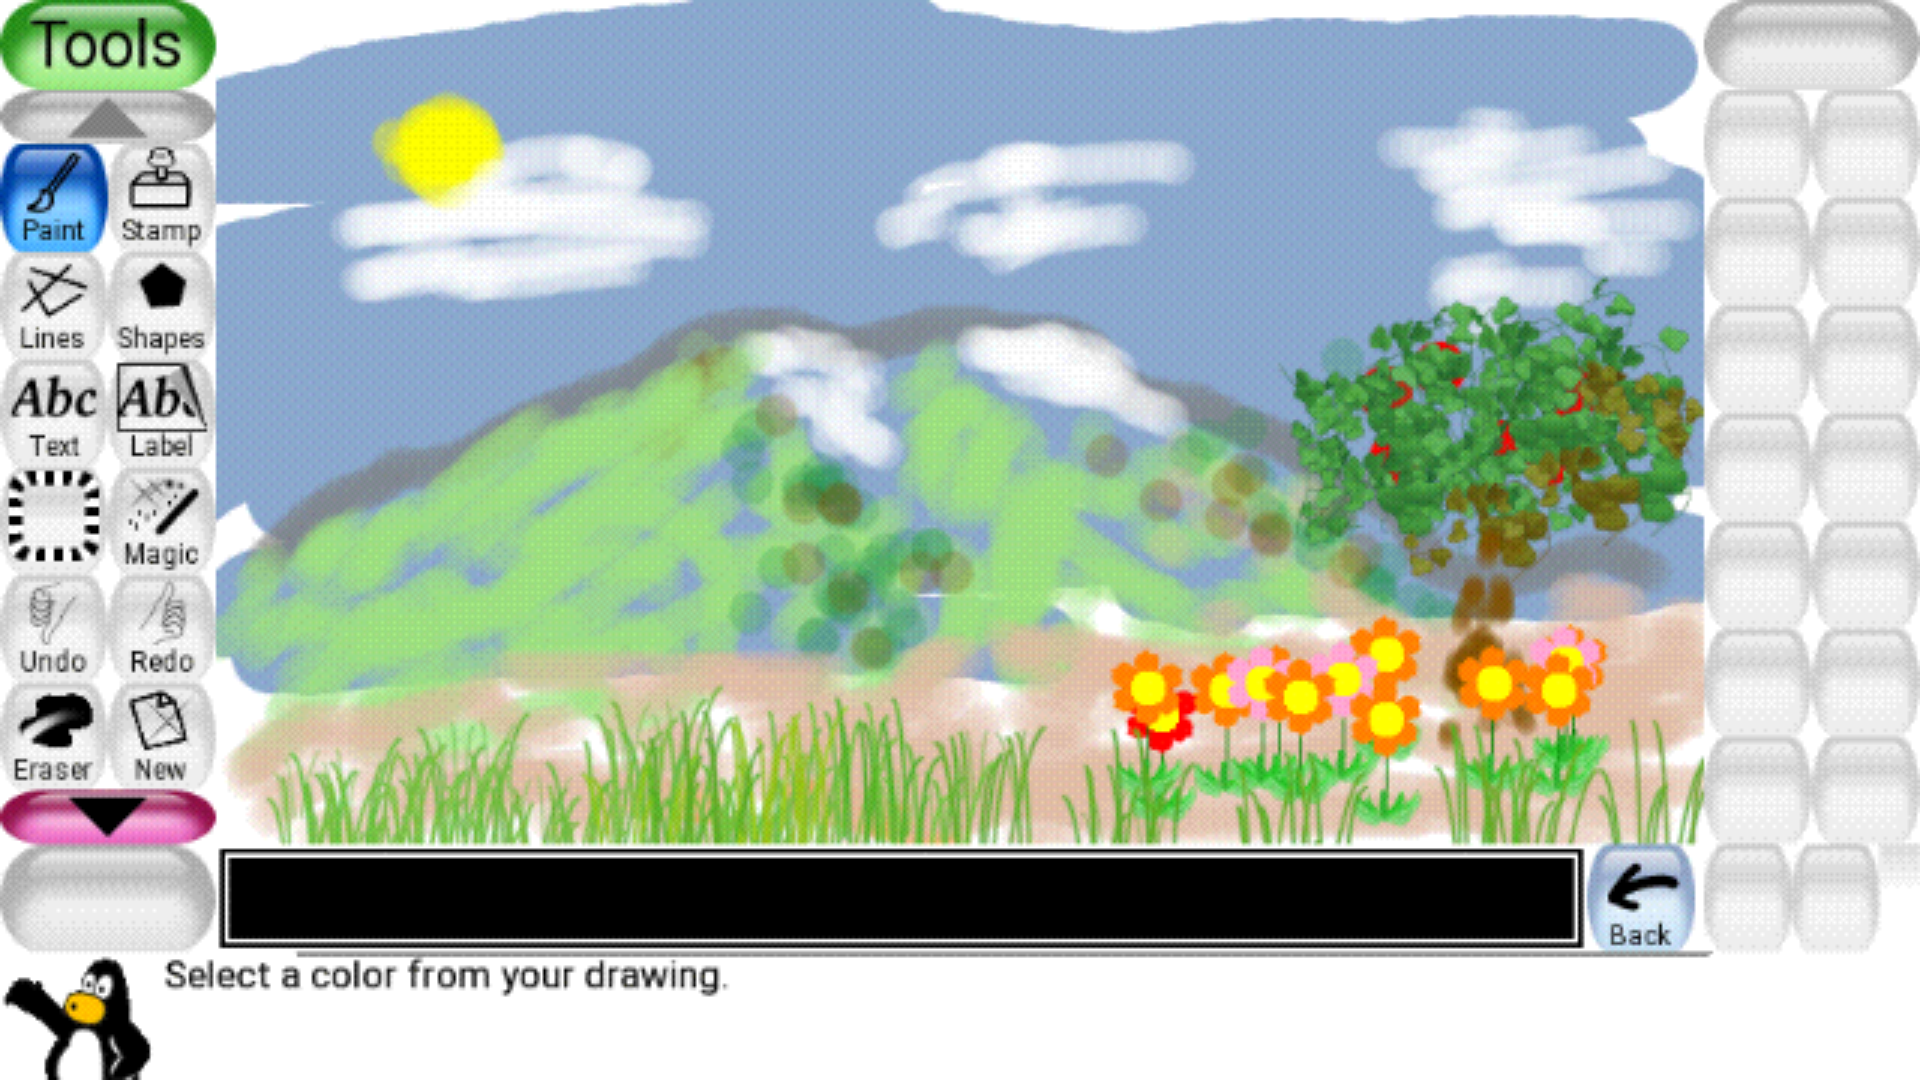 Tools
Paint Stamp
Lines Shapes
Abc
Text Label
Magic
Undo Redo
Eraser New
Back
Select a color from your drawing.